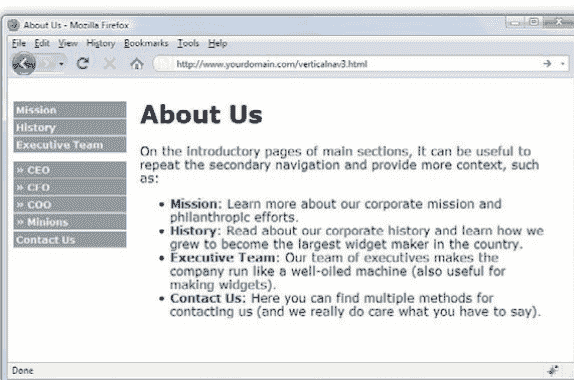 About Us - Mozilla Firefox
File Edit View History Bookmarks Tools Help
http://www.yourdomain.com/verticalnav3.html
Mission
History
Executive Team
» CEO
» CFO
» COO
» Minions
Contact Us
About Us
On the introductory pages of main sections, it can be useful to
repeat the secondary navigation and provide more context, such
as:
• Mission: Learn more about our corporate mission and
philanthropic efforts.
• History: Read about our corporate history and learn how we
grew to become the largest widget maker in the country.
• Executive Team: Our team of executives makes the
company run like a well-oiled machine (also useful for
making widgets).
• Contact Us: Here you can find multiple methods for
contacting us (and we really do care what you have to say).
Done